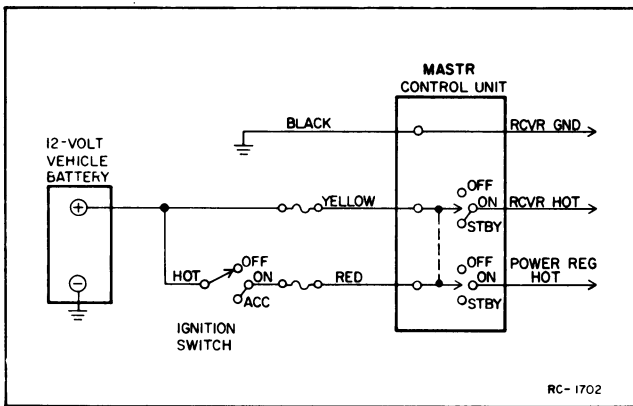 MASTR
CONTROL UNIT
BLACK
RCVR GND
12-VOLT
VEHICLE
BATTERY
+
−
YELLOW
OFF
ON
STBY
RCVR HOT
HOT
OFF
ON
ACC
RED
OFF
ON
STBY
POWER REG
HOT
IGNITION
SWITCH
RC-1702